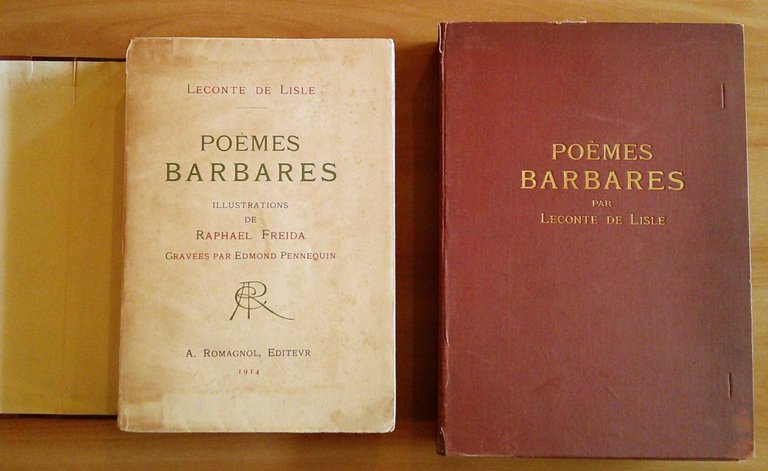 LECONTE DE LISLE
POÈMES
BARBARES
ILLUSTRATIONS
DE
RAPHAEL FREIDA
GRAVÉES PAR EDMOND PENNEQUIN
AR
A. ROMAGNOL, EDITEVR
1914
POÈMES
BARBARES
PAR
LECONTE DE LISLE